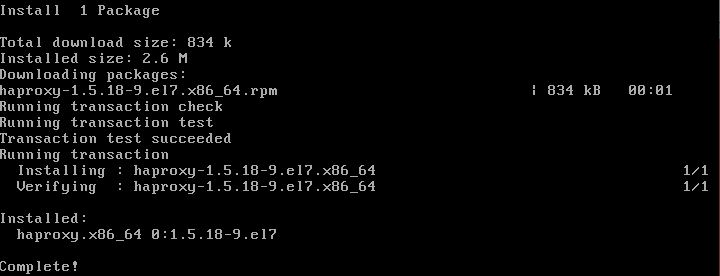 Install  1 Package
Total download size: 834 k
Installed size: 2.6 M
Downloading packages:
haproxy-1.5.18-9.el7.x86_64.rpm | 834 kB 00:01
Running transaction check
Running transaction test
Transaction test succeeded
Running transaction
  Installing : haproxy-1.5.18-9.el7.x86_64 1/1
  Verifying  : haproxy-1.5.18-9.el7.x86_64 1/1
Installed:
  haproxy.x86_64 0:1.5.18-9.el7
Complete!